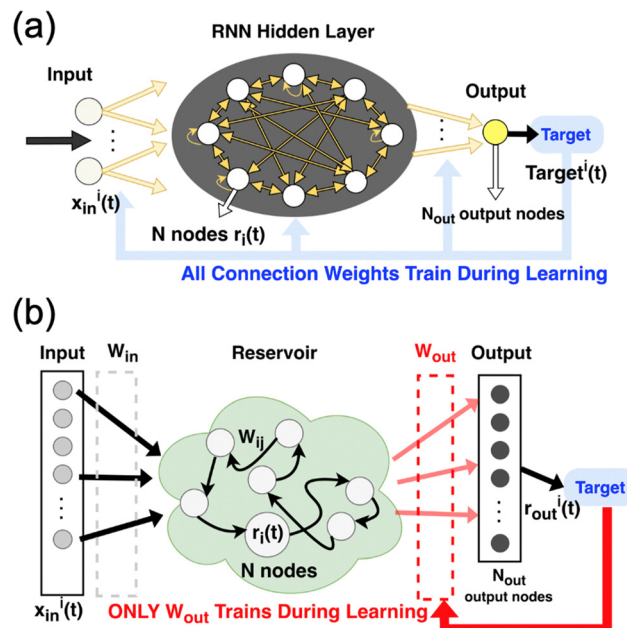 (a)
RNN Hidden Layer
Input
Output
Target
x_in^i(t)
Target^i(t)
N_out output nodes
N nodes r_i(t)
All Connection Weights Train During Learning
(b)
Input
W_in
Reservoir
W_out
Output
W_ij
Target
r_i(t)
r_out^i(t)
N nodes
N_out
output nodes
x_in^i(t)
ONLY W_out Trains During Learning